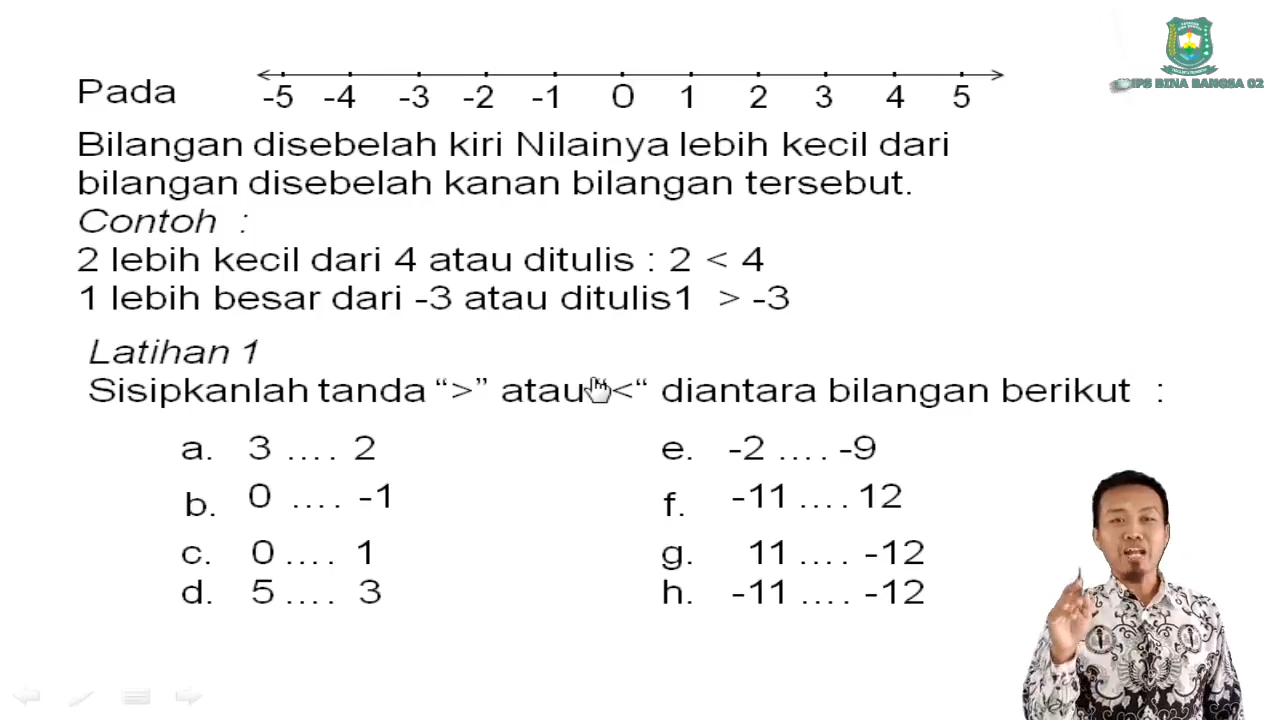 Pada
-5 -4 -3 -2 -1 0 1 2 3 4 5
Bilangan disebelah kiri Nilainya lebih kecil dari
bilangan disebelah kanan bilangan tersebut.
Contoh :
2 lebih kecil dari 4 atau ditulis : 2 < 4
1 lebih besar dari -3 atau ditulis1 > -3
Latihan 1
Sisipkanlah tanda “>” atau “<“ diantara bilangan berikut :
a. 3 .... 2
b. 0 .... -1
c. 0 .... 1
d. 5 .... 3
e. -2 .... -9
f. -11 .... 12
g. 11 .... -12
h. -11 .... -12
BINA BANGSA 02